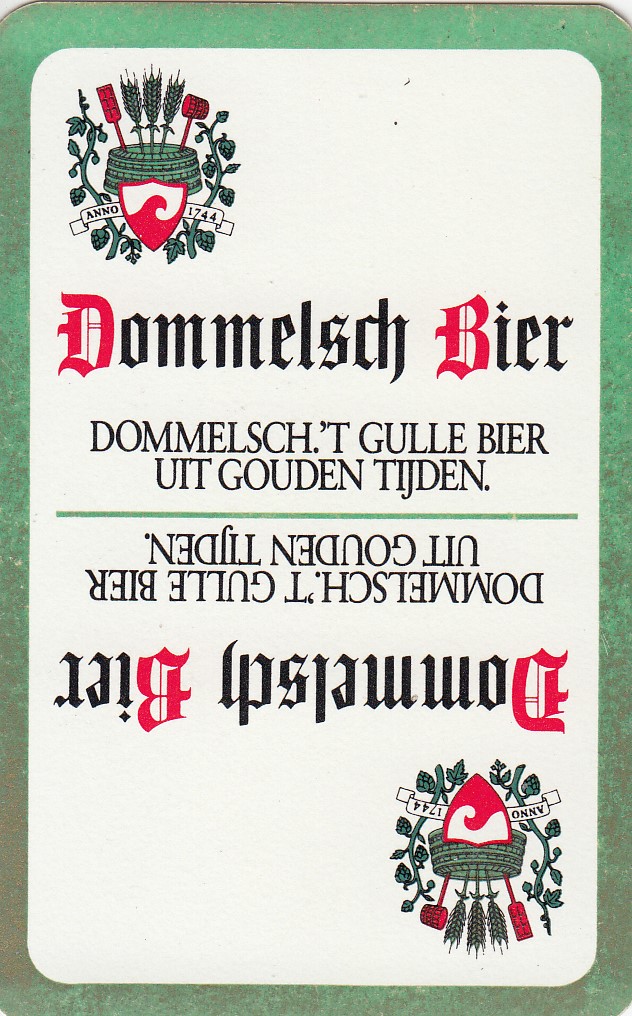 ANNO 1744
Dommelsch Bier
DOMMELSCH.'T GULLE BIER
UIT GOUDEN TIJDEN.
DOMMELSCH.'T GULLE BIER
UIT GOUDEN TIJDEN.
Dommelsch Bier
ANNO 1744